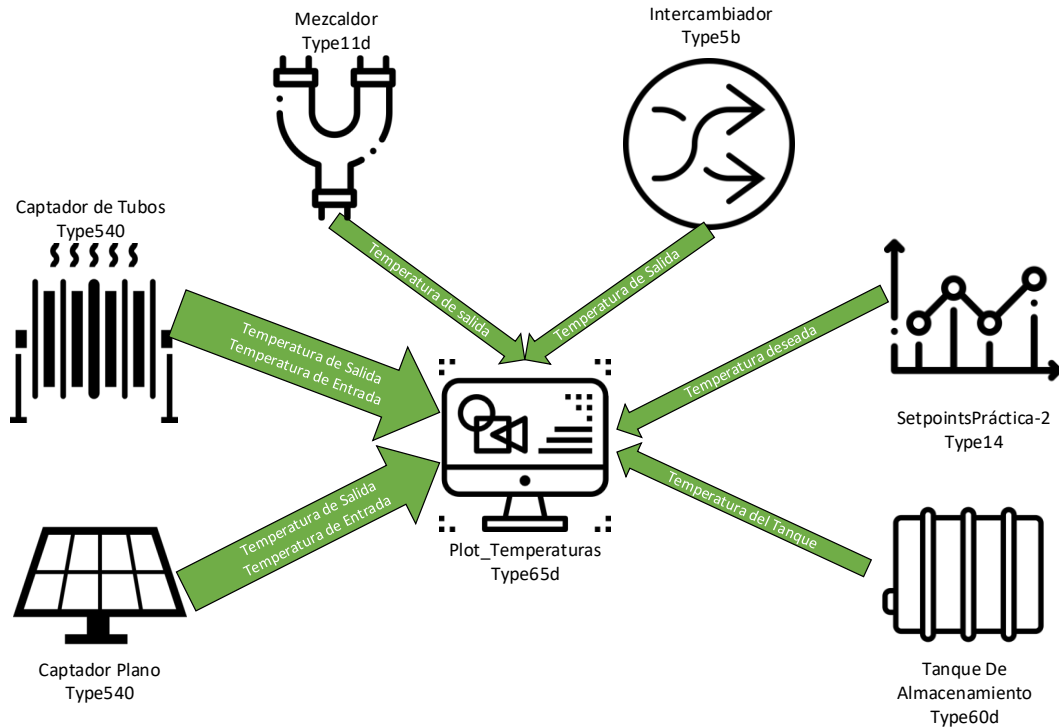 Mezcaldor
Type11d
Intercambiador
Type5b
Captador de Tubos
Type540
Temperatura de salida
Temperatura de Salida
Temperatura de Salida
Temperatura de Entrada
Temperatura deseada
SetpointsPráctica-2
Type14
Temperatura de Salida
Temperatura de Entrada
Temperatura del Tanque
Plot_Temperaturas
Type65d
Captador Plano
Type540
Tanque De
Almacenamiento
Type60d